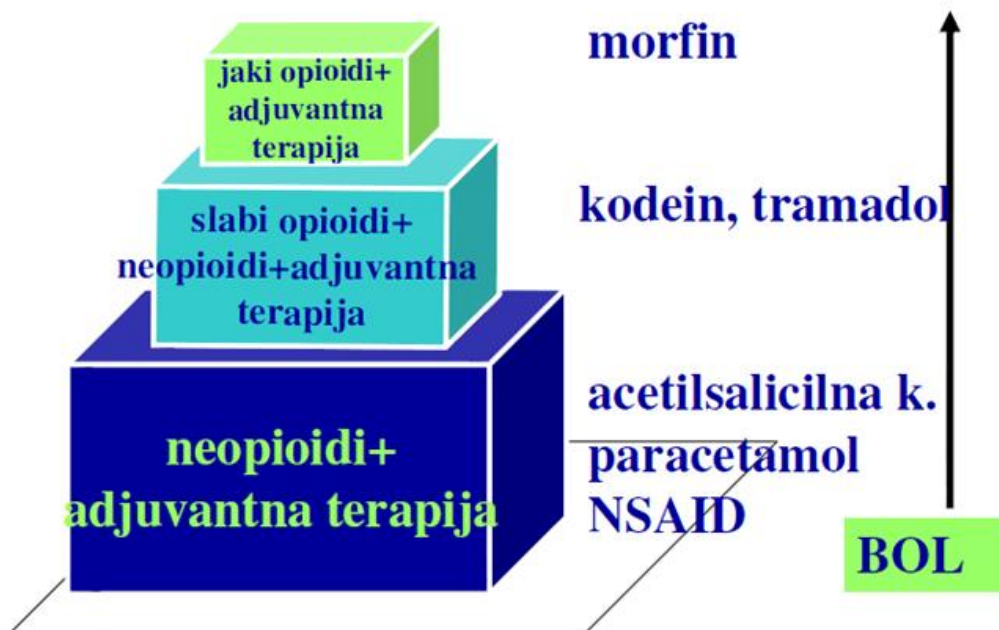 jaki opioidi+
adjuvantna
terapija
morfin
slabi opioidi+
neopioidi+adjuvantna
terapija
kodein, tramadol
neopioidi+
adjuvantna terapija
acetilsalicilna k.
paracetamol
NSAID
BOL